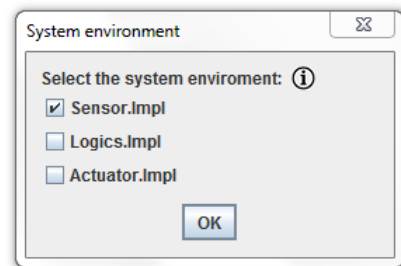 System environment
Select the system enviroment:
Sensor.Impl
Logics.Impl
Actuator.Impl
OK